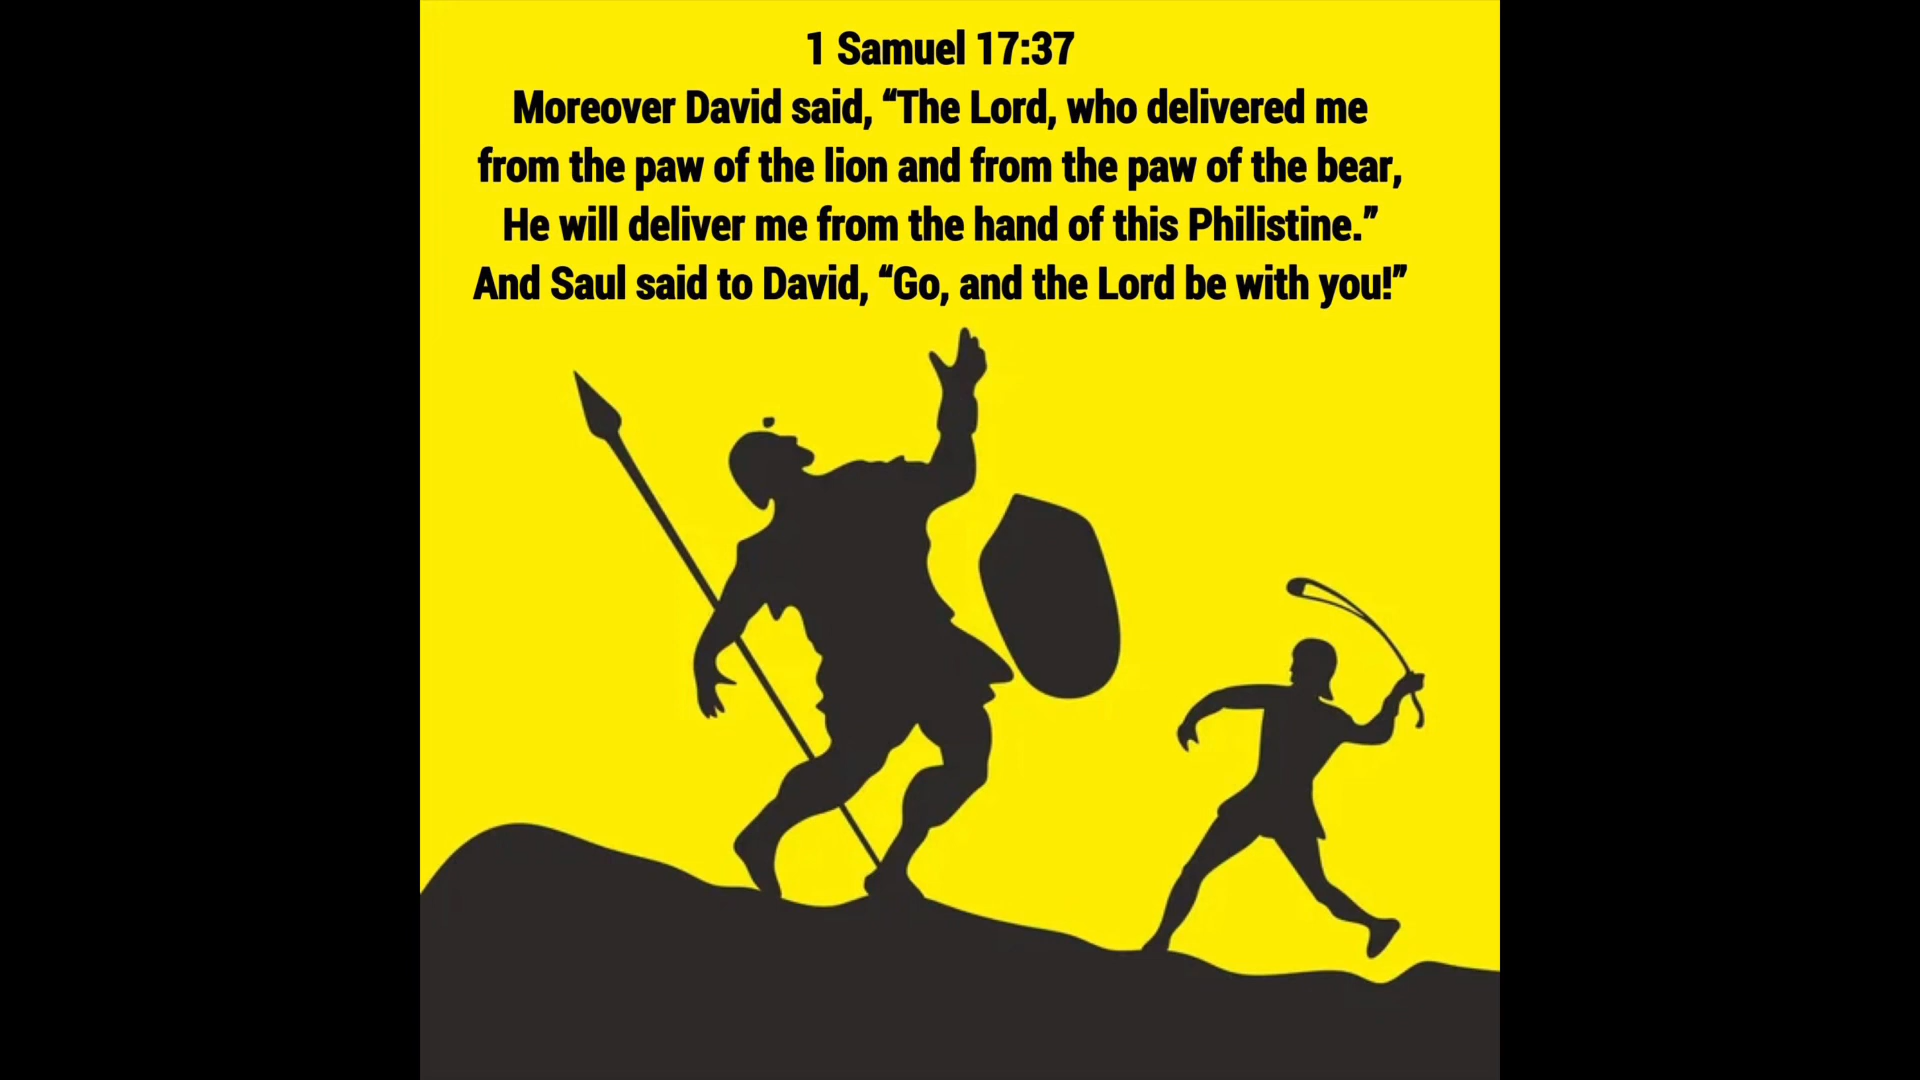 1 Samuel 17:37
Moreover David said, “The Lord, who delivered me
from the paw of the lion and from the paw of the bear,
He will deliver me from the hand of this Philistine.”
And Saul said to David, “Go, and the Lord be with you!”